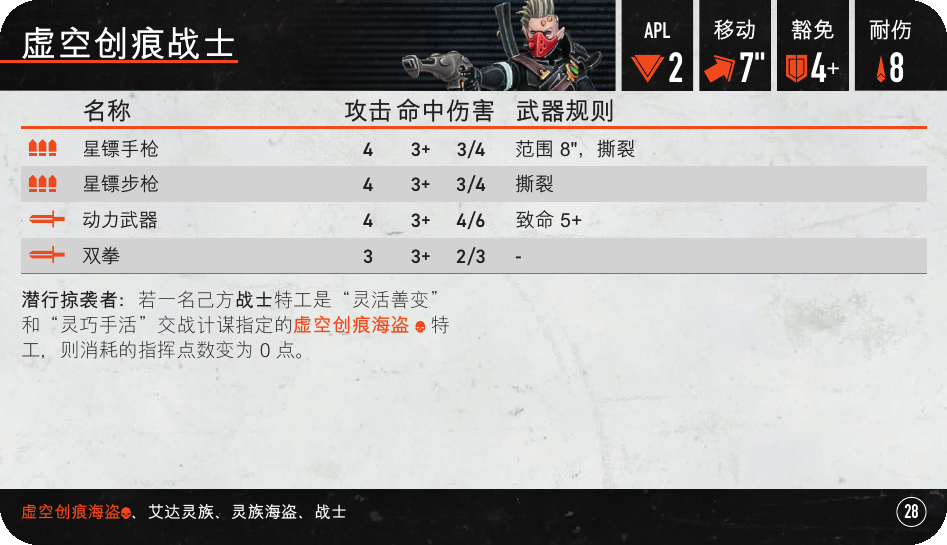 虚空创痕战士
APL 移动 豁免 耐伤
2 7" 4+ 8
名称 攻击 命中 伤害 武器规则
星镖手枪 4 3+ 3/4 范围 8"，撕裂
星镖步枪 4 3+ 3/4 撕裂
动力武器 4 3+ 4/6 致命 5+
双拳 3 3+ 2/3 -
潜行掠袭者：若一名己方战士特工是“灵活善变”
和“灵巧手活”交战计谋指定的虚空创痕海盗 特
工，则消耗的指挥点数变为 0 点。
虚空创痕海盗、艾达灵族、灵族海盗、战士
28